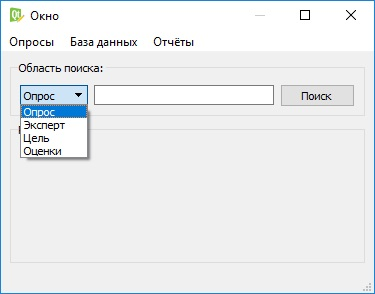 Окно
Опросы База данных Отчёты
Область поиска:
Опрос Поиск
Опрос
Эксперт
Цель
Оценки